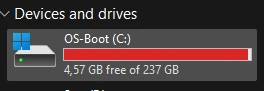 Devices and drives
OS-Boot (C:)
4,57 GB free of 237 GB